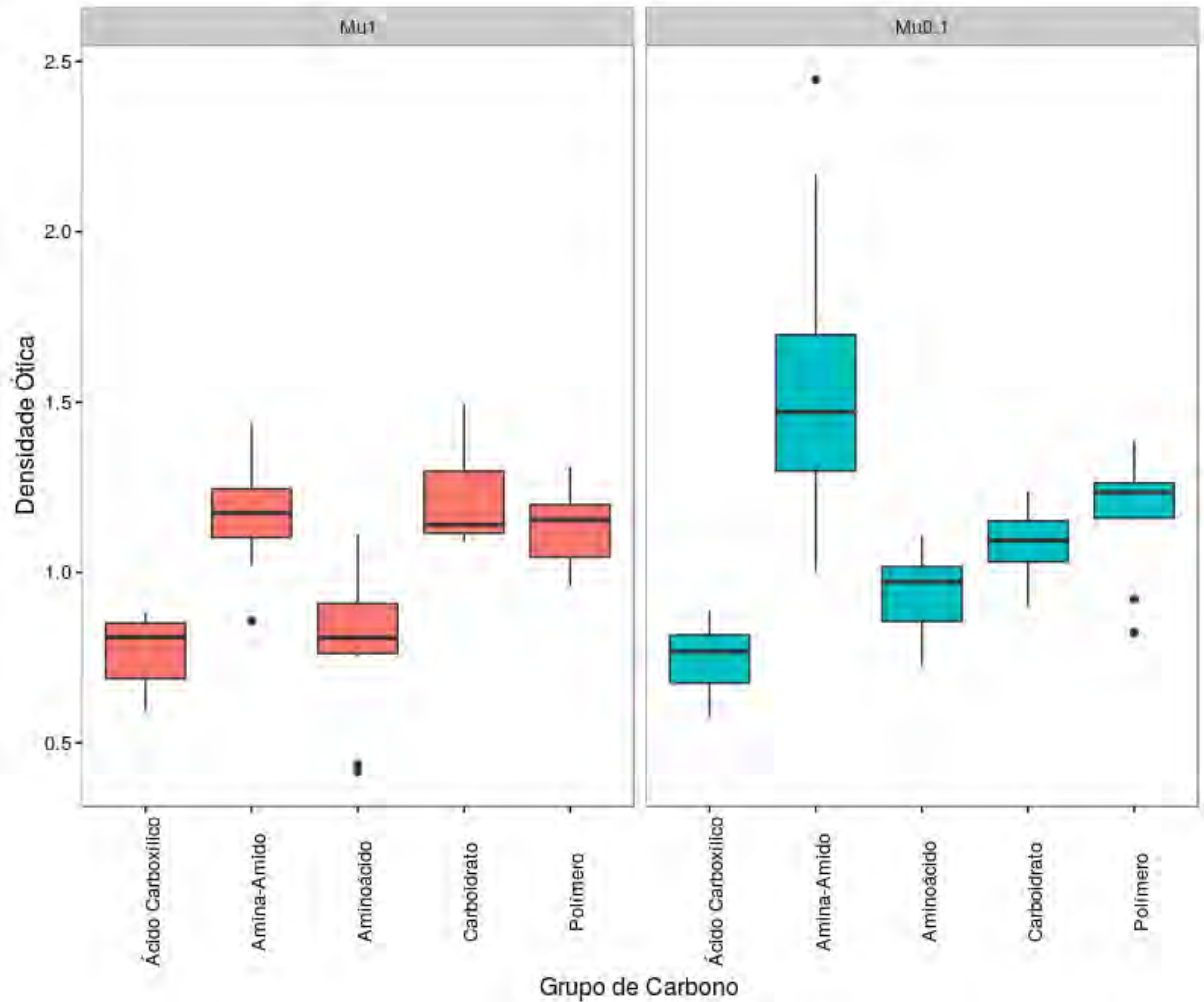 Mu1
Mu0.1
Densidade Ótica
2.5
2.0
1.5
1.0
0.5
Ácido Carboxílico
Amina-Amido
Aminoácido
Carboidrato
Polímero
Ácido Carboxílico
Amina-Amido
Aminoácido
Carboidrato
Polímero
Grupo de Carbono